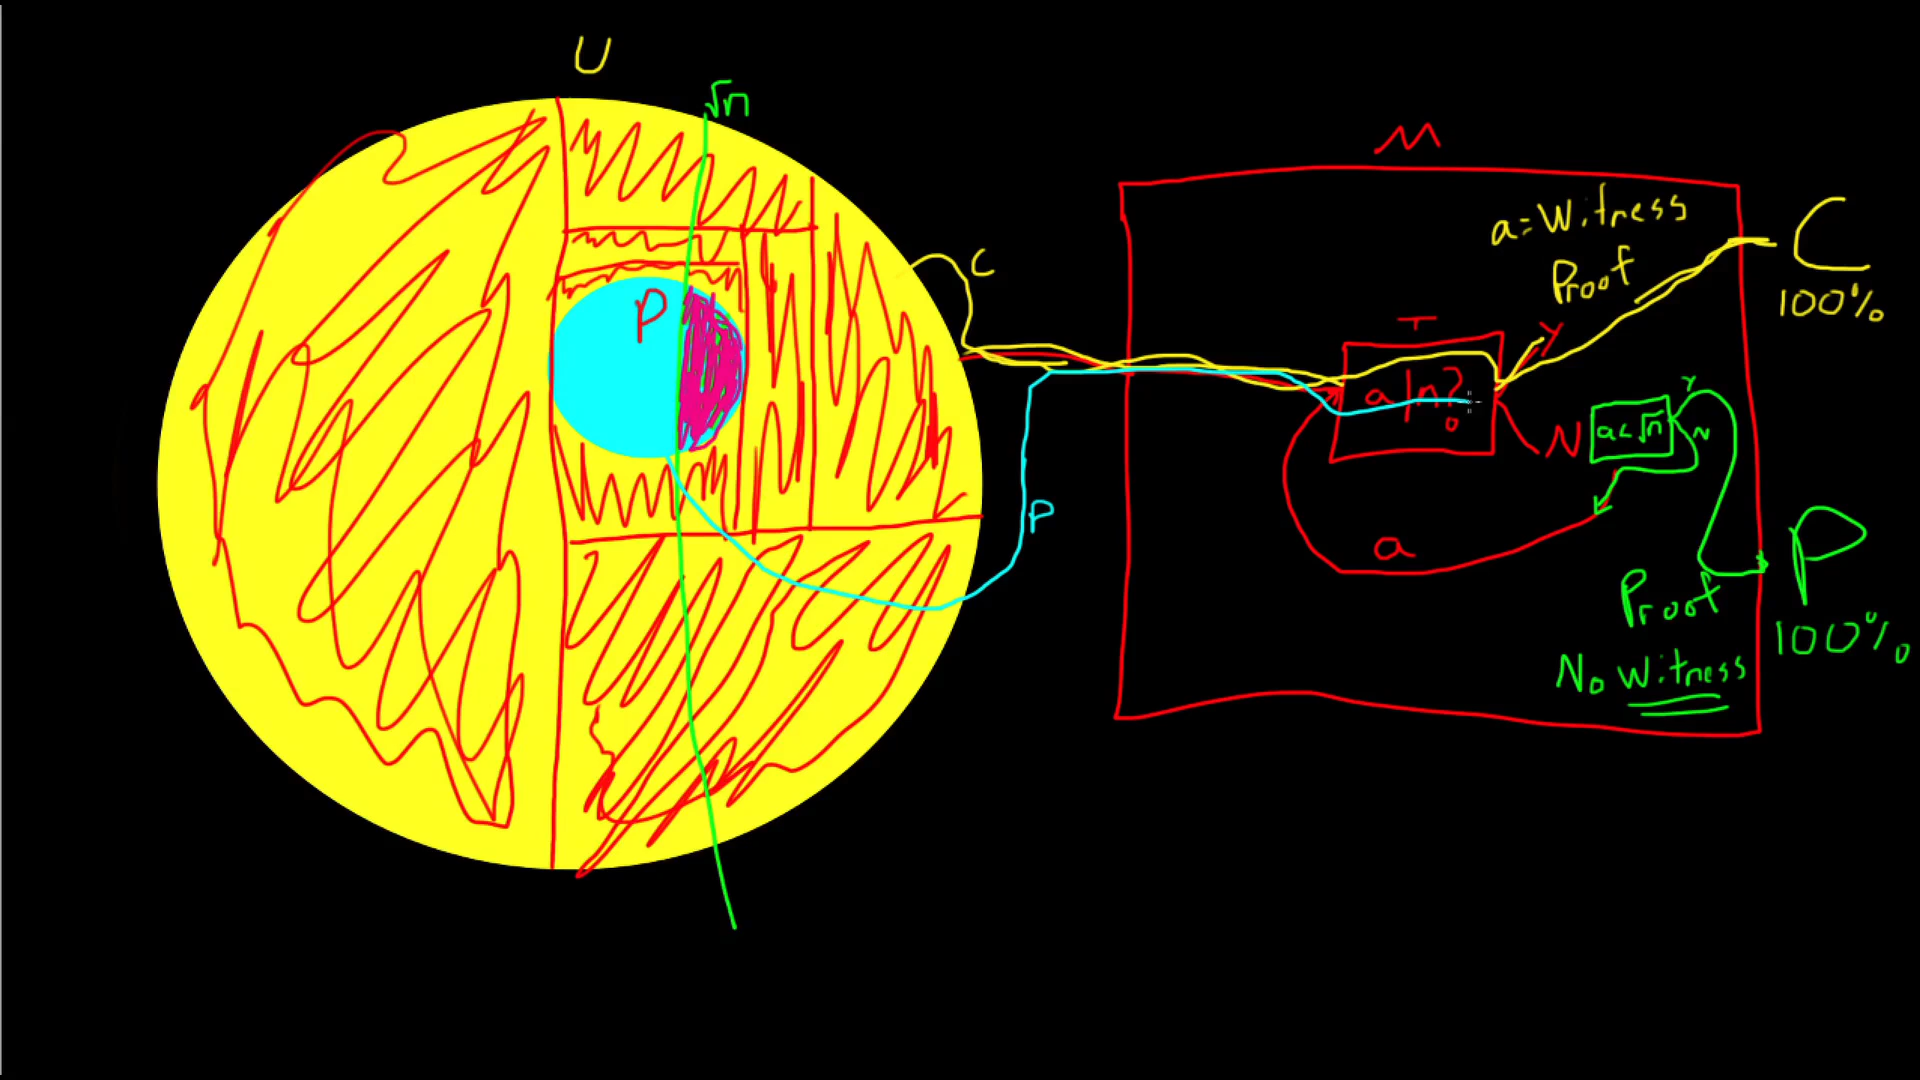 U
√n
P
C
P
M
a=Witness
Proof
C
100%
T
a|n?
Y
N
a<√n
Y
N
a
Proof
No Witness
P
100%